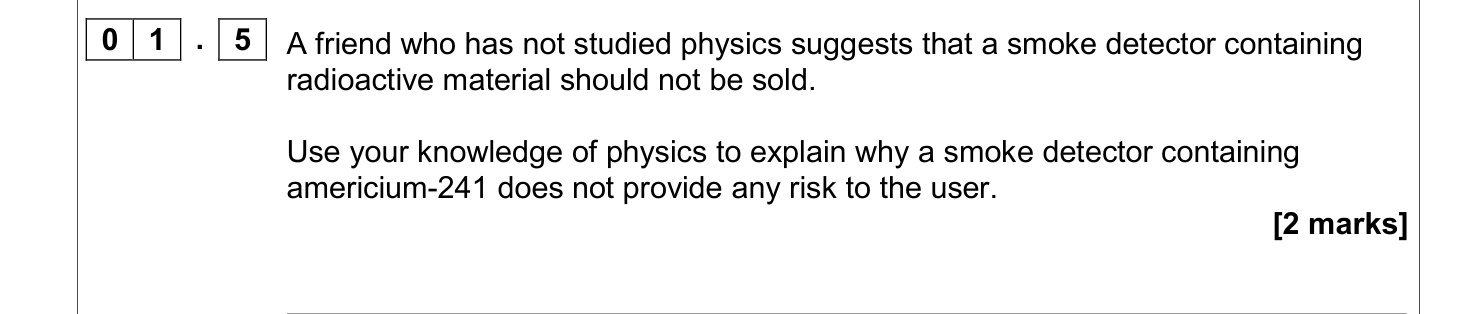 01.5 A friend who has not studied physics suggests that a smoke detector containing
radioactive material should not be sold.
Use your knowledge of physics to explain why a smoke detector containing
americium-241 does not provide any risk to the user.
[2 marks]